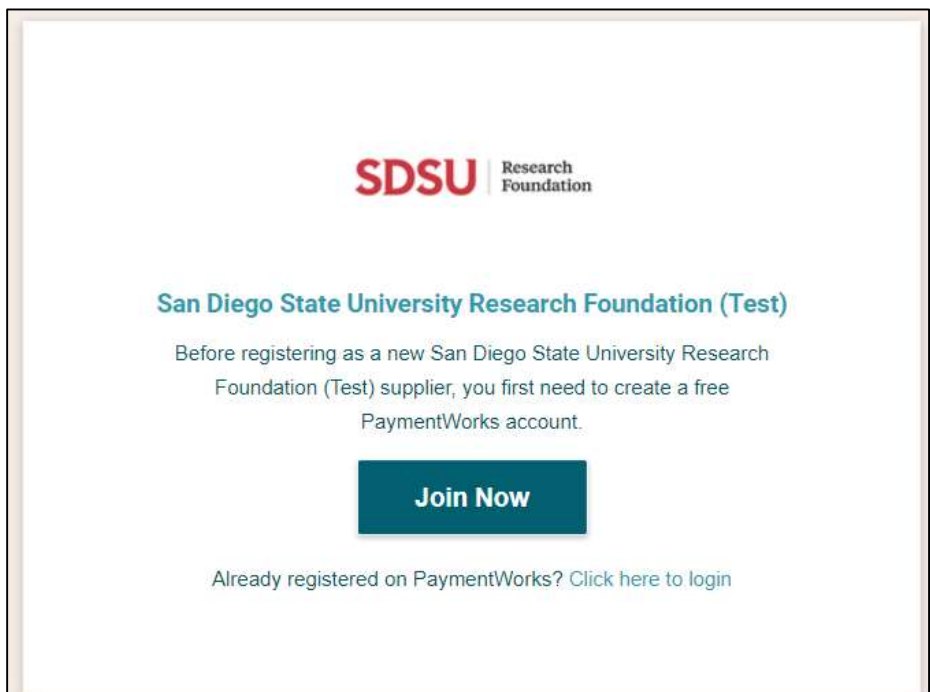 SDSU
Research
Foundation
San Diego State University Research Foundation (Test)
Before registering as a new San Diego State University Research
Foundation (Test) supplier, you first need to create a free
PaymentWorks account.
Join Now
Already registered on PaymentWorks? Click here to login